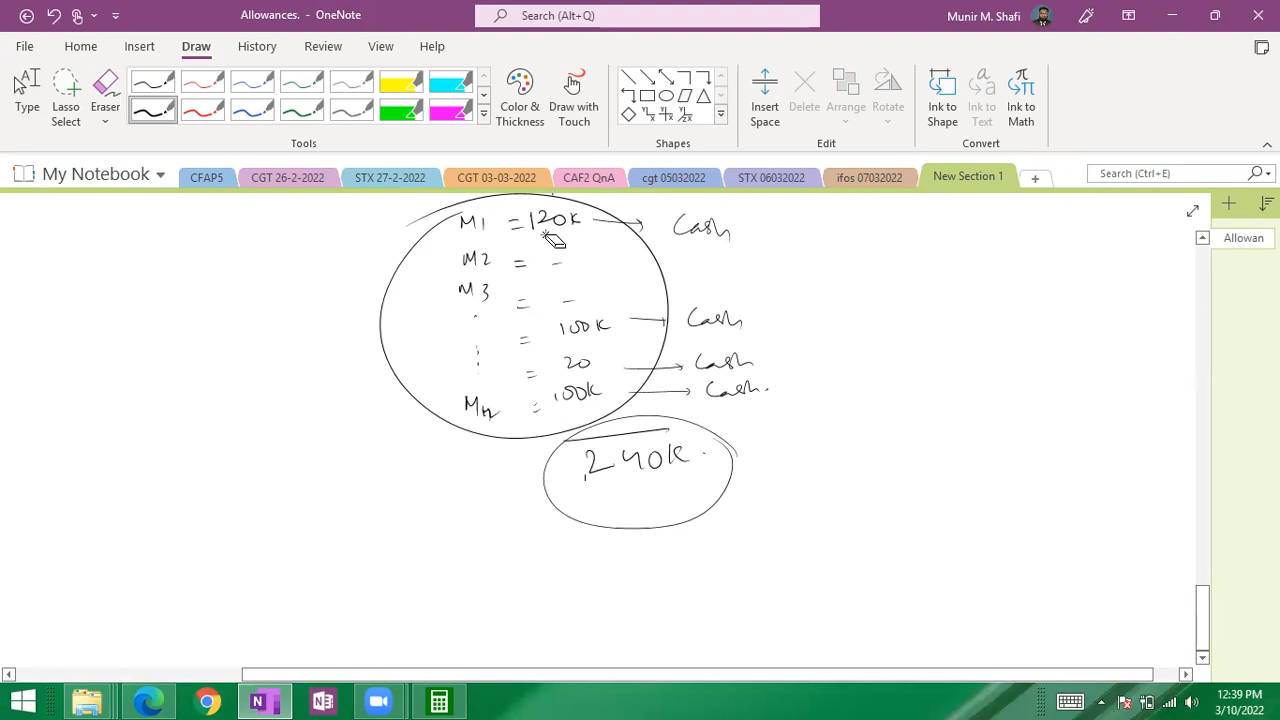 Allowances. - OneNote
Search (Alt+Q)
Munir M. Shafi
File Home Insert Draw History Review View Help
Type
Lasso Select
Eraser
Color & Thickness
Draw with Touch
Insert Space
Delete
Arrange
Rotate
Ink to Shape
Ink to Text
Ink to Math
Tools
Shapes
Edit
Convert
My Notebook
CFAP5
CGT 26-2-2022
STX 27-2-2022
CGT 03-03-2022
CAF2 QnA
cgt 05032022
STX 06032022
ifos 07032022
New Section 1
Search (Ctrl+E)
Allowan
M1 = 120K → Cash
M2 = -
M3 = -
= 100K → Cash
= 20 → Cash
M12 = 100K → Cash.
240K.
12:39 PM
3/10/2022